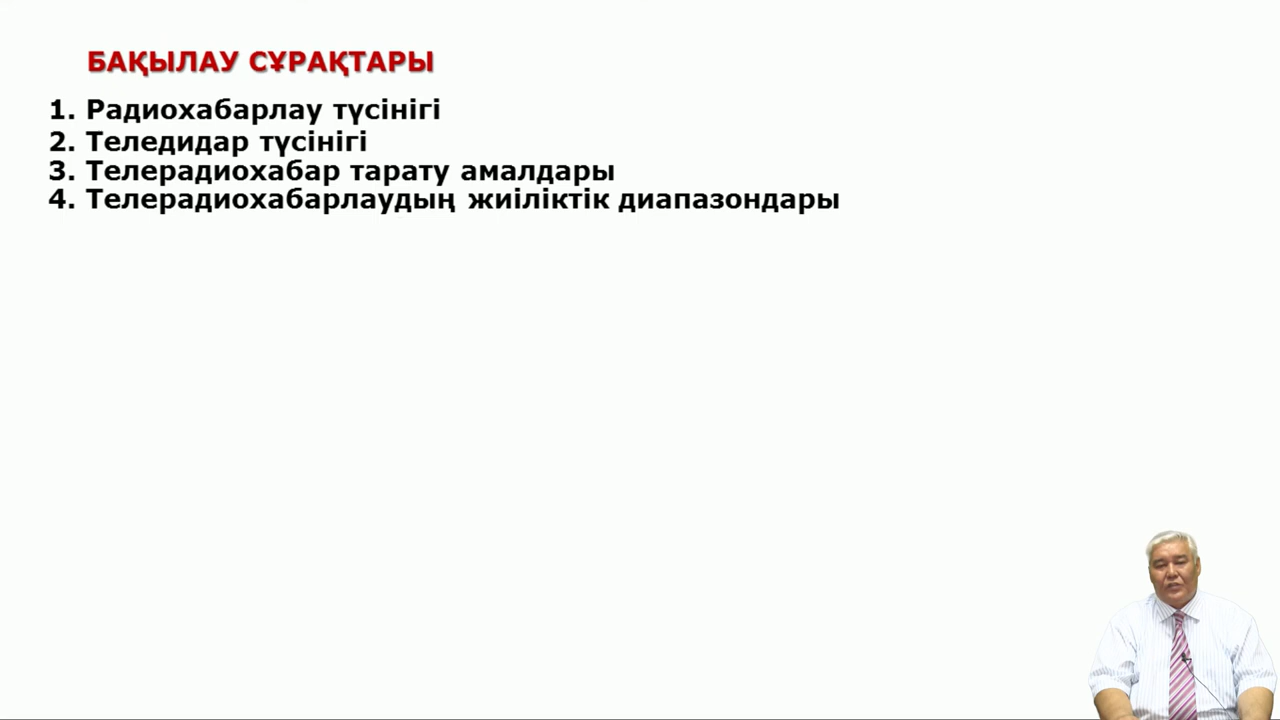 БАҚЫЛАУ СҰРАҚТАРЫ
1. Радиохабарлау түсінігі
2. Теледидар түсінігі
3. Телерадиохабар тарату амалдары
4. Телерадиохабарлаудың жиіліктік диапазондары